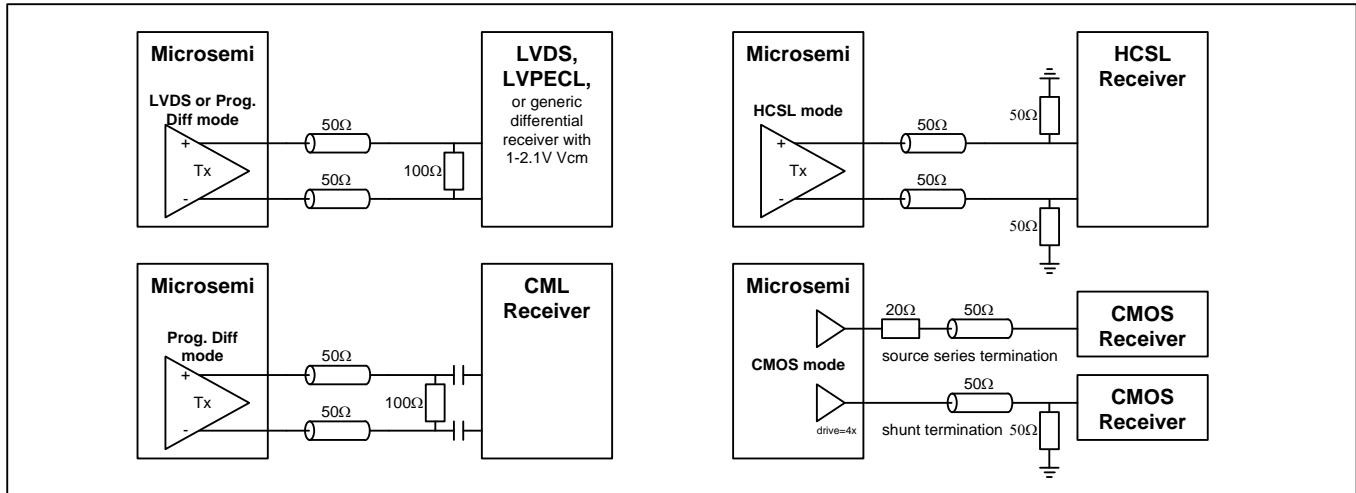 Microsemi
LVDS or Prog.
Diff mode
+
Tx
-
50Ω
50Ω
100Ω
LVDS,
LVPECL,
or generic
differential
receiver with
1-2.1V Vcm
Microsemi
HCSL mode
+
Tx
-
50Ω
50Ω
50Ω
50Ω
HCSL
Receiver
Microsemi
Prog. Diff
mode
+
Tx
-
50Ω
50Ω
100Ω
CML
Receiver
Microsemi
CMOS mode
drive=4x
20Ω
50Ω
source series termination
50Ω
shunt termination
50Ω
CMOS
Receiver
CMOS
Receiver